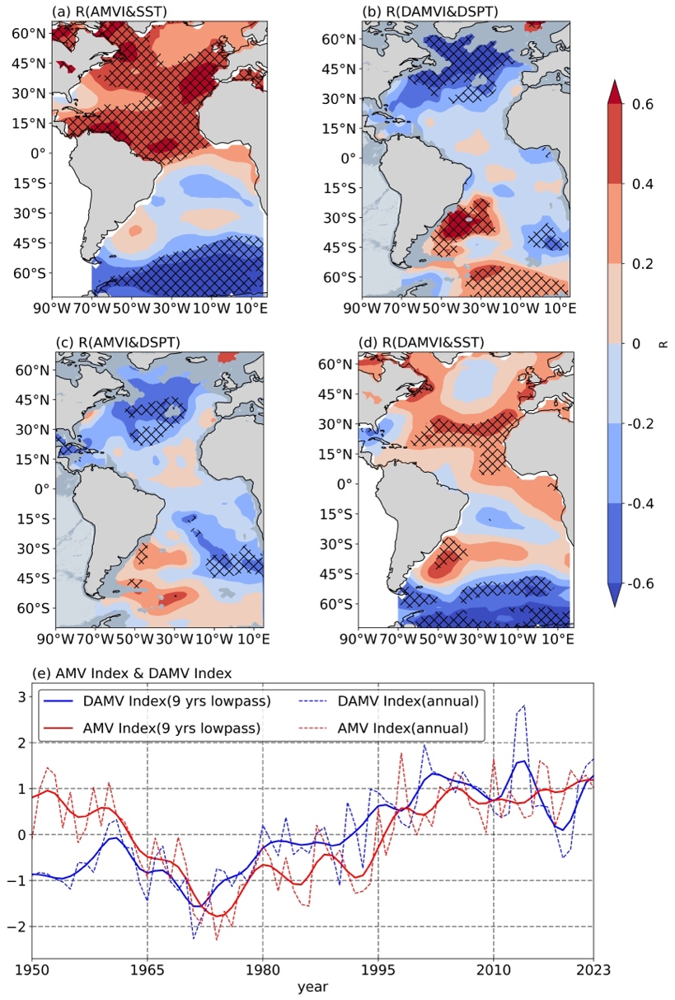 (a) R(AMVI&SST)
(b) R(DAMVI&DSPT)
60°N
45°N
30°N
15°N
0°
15°S
30°S
45°S
60°S
90°W 70°W 50°W 30°W 10°W 10°E
60°N
45°N
30°N
15°N
0°
15°S
30°S
45°S
60°S
90°W 70°W 50°W 30°W 10°W 10°E
0.6
0.4
0.2
0
-0.2
-0.4
-0.6
R
(c) R(AMVI&DSPT)
(d) R(DAMVI&SST)
60°N
45°N
30°N
15°N
0°
15°S
30°S
45°S
60°S
90°W 70°W 50°W 30°W 10°W 10°E
60°N
45°N
30°N
15°N
0°
15°S
30°S
45°S
60°S
90°W 70°W 50°W 30°W 10°W 10°E
(e) AMV Index & DAMV Index
DAMV Index(9 yrs lowpass)
AMV Index(9 yrs lowpass)
DAMV Index(annual)
AMV Index(annual)
3
2
1
0
−1
−2
1950 1965 1980 1995 2010 2023
year